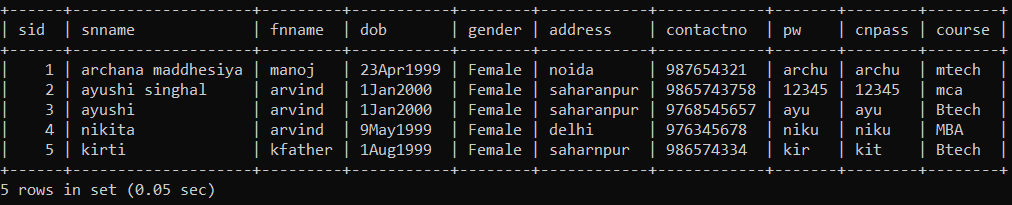 +------+--------------------+---------+----------+--------+------------+------------+-------+--------+--------+
| sid  | snname             | fnname  | dob      | gender | address    | contactno  | pw    | cnpass | course |
+------+--------------------+---------+----------+--------+------------+------------+-------+--------+--------+
|    1 | archana maddhesiya | manoj   | 23Apr1999 | Female | noida      | 987654321  | archu | archu  | mtech  |
|    2 | ayushi singhal     | arvind  | 1Jan2000 | Female | saharanpur | 9865743758 | 12345 | 12345  | mca    |
|    3 | ayushi             | arvind  | 1Jan2000 | Female | saharanpur | 9768545657 | ayu   | ayu    | Btech  |
|    4 | nikita             | arvind  | 9May1999 | Female | delhi      | 976345678  | niku  | niku   | MBA    |
|    5 | kirti              | kfather | 1Aug1999 | Female | saharnpur  | 986574334  | kir   | kit    | Btech  |
+------+--------------------+---------+----------+--------+------------+------------+-------+--------+--------+
5 rows in set (0.05 sec)